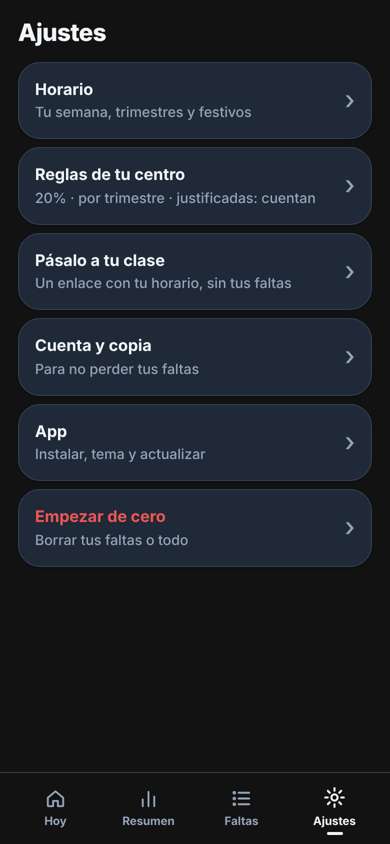 Ajustes
Horario
Tu semana, trimestres y festivos
Reglas de tu centro
20% · por trimestre · justificadas: cuentan
Pásalo a tu clase
Un enlace con tu horario, sin tus faltas
Cuenta y copia
Para no perder tus faltas
App
Instalar, tema y actualizar
Empezar de cero
Borrar tus faltas o todo
Hoy
Resumen
Faltas
Ajustes